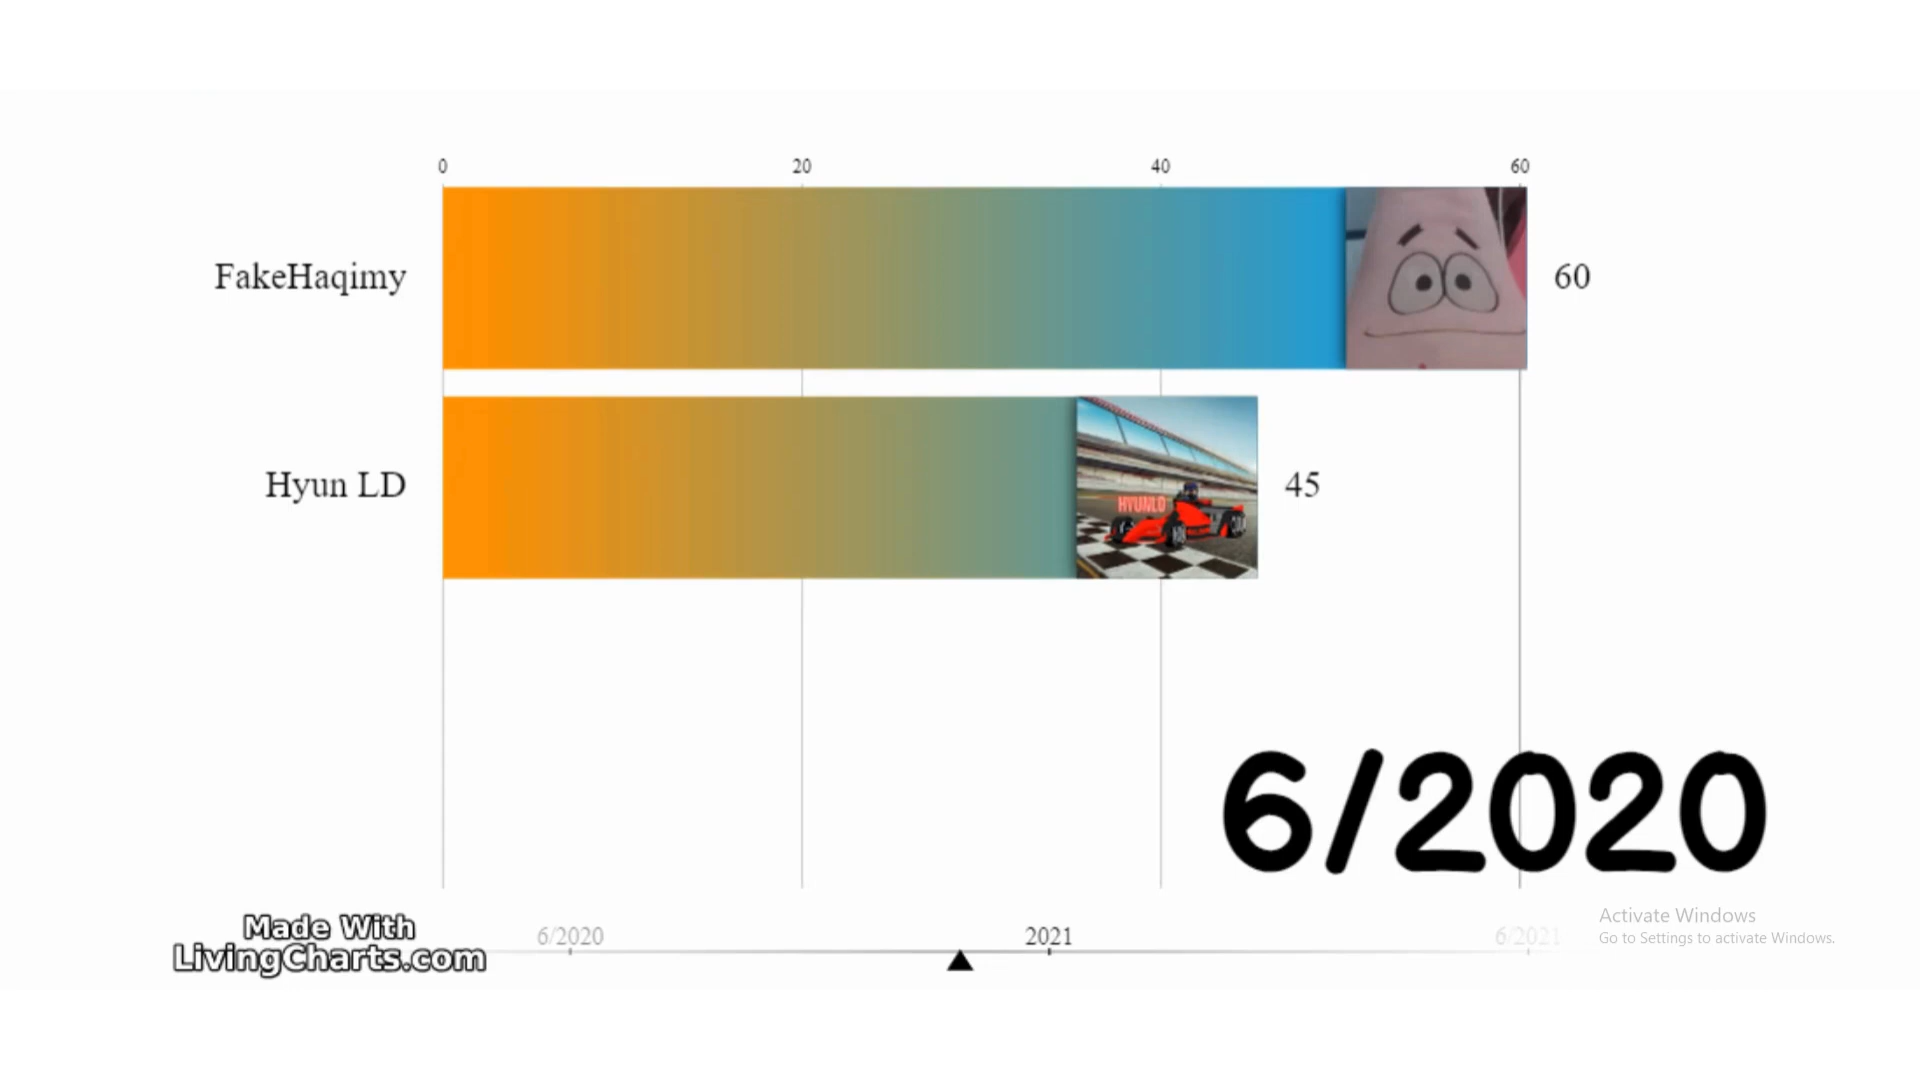 0 20 40 60
FakeHaqimy 60
HYUNLD
Hyun LD 45
6/2020
Made With
LivingCharts.com
6/2020 2021 6/2021
Activate Windows
Go to Settings to activate Windows.